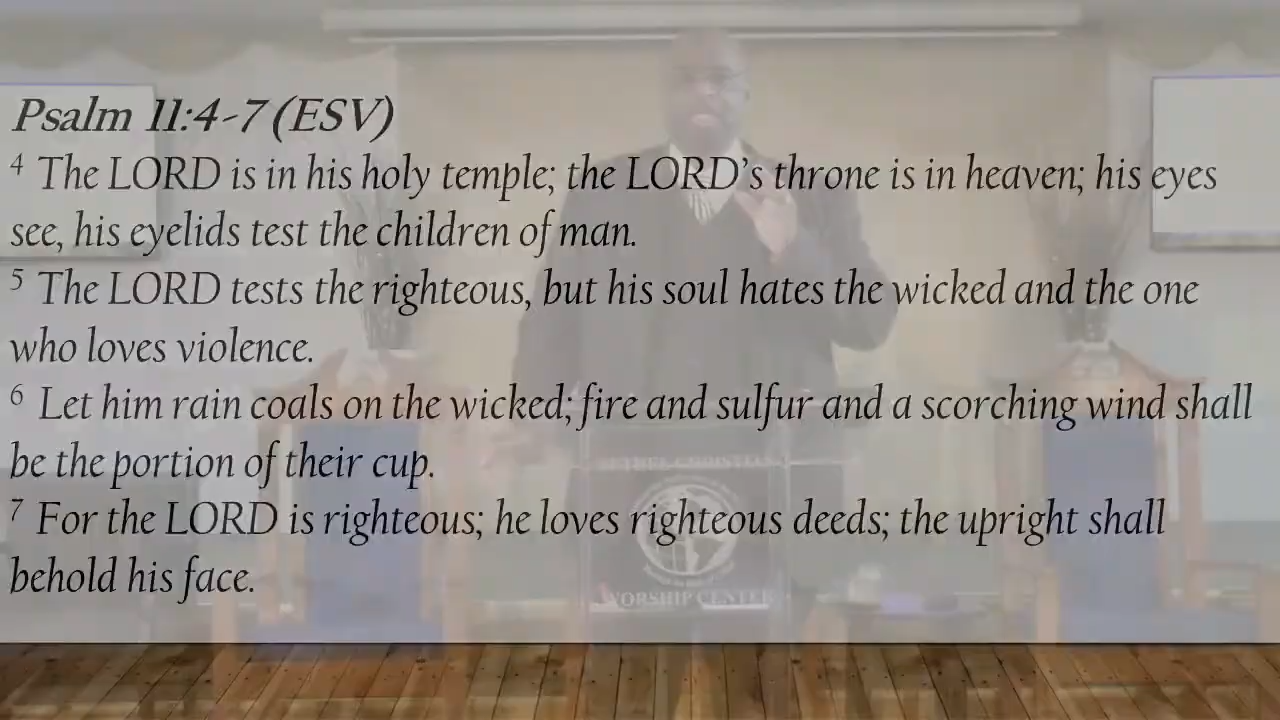 Psalm 11:4-7 (ESV)
4 The LORD is in his holy temple; the LORD’s throne is in heaven; his eyes
see, his eyelids test the children of man.
5 The LORD tests the righteous, but his soul hates the wicked and the one
who loves violence.
6 Let him rain coals on the wicked; fire and sulfur and a scorching wind shall
be the portion of their cup.
7 For the LORD is righteous; he loves righteous deeds; the upright shall
behold his face.
BETHEL CHRISTIAN
WORSHIP CENTER